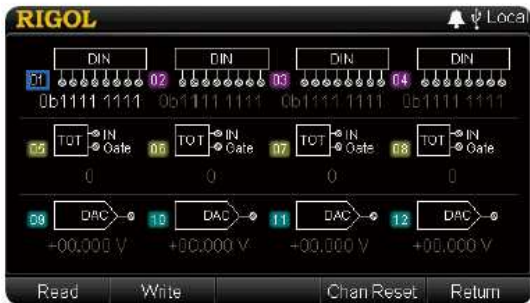 RIGOL Local
DIN DIN DIN DIN
01 02 03 04
0b1111 1111 0b1111 1111 0b1111 1111 0b1111 1111
05 TOT IN Gate 06 TOT IN Gate 07 TOT IN Gate 08 TOT IN Gate
0 0 0 0
09 DAC 10 DAC 11 DAC 12 DAC
+00.000 V +00.000 V +00.000 V +00.000 V
Read Write Chan Reset Return